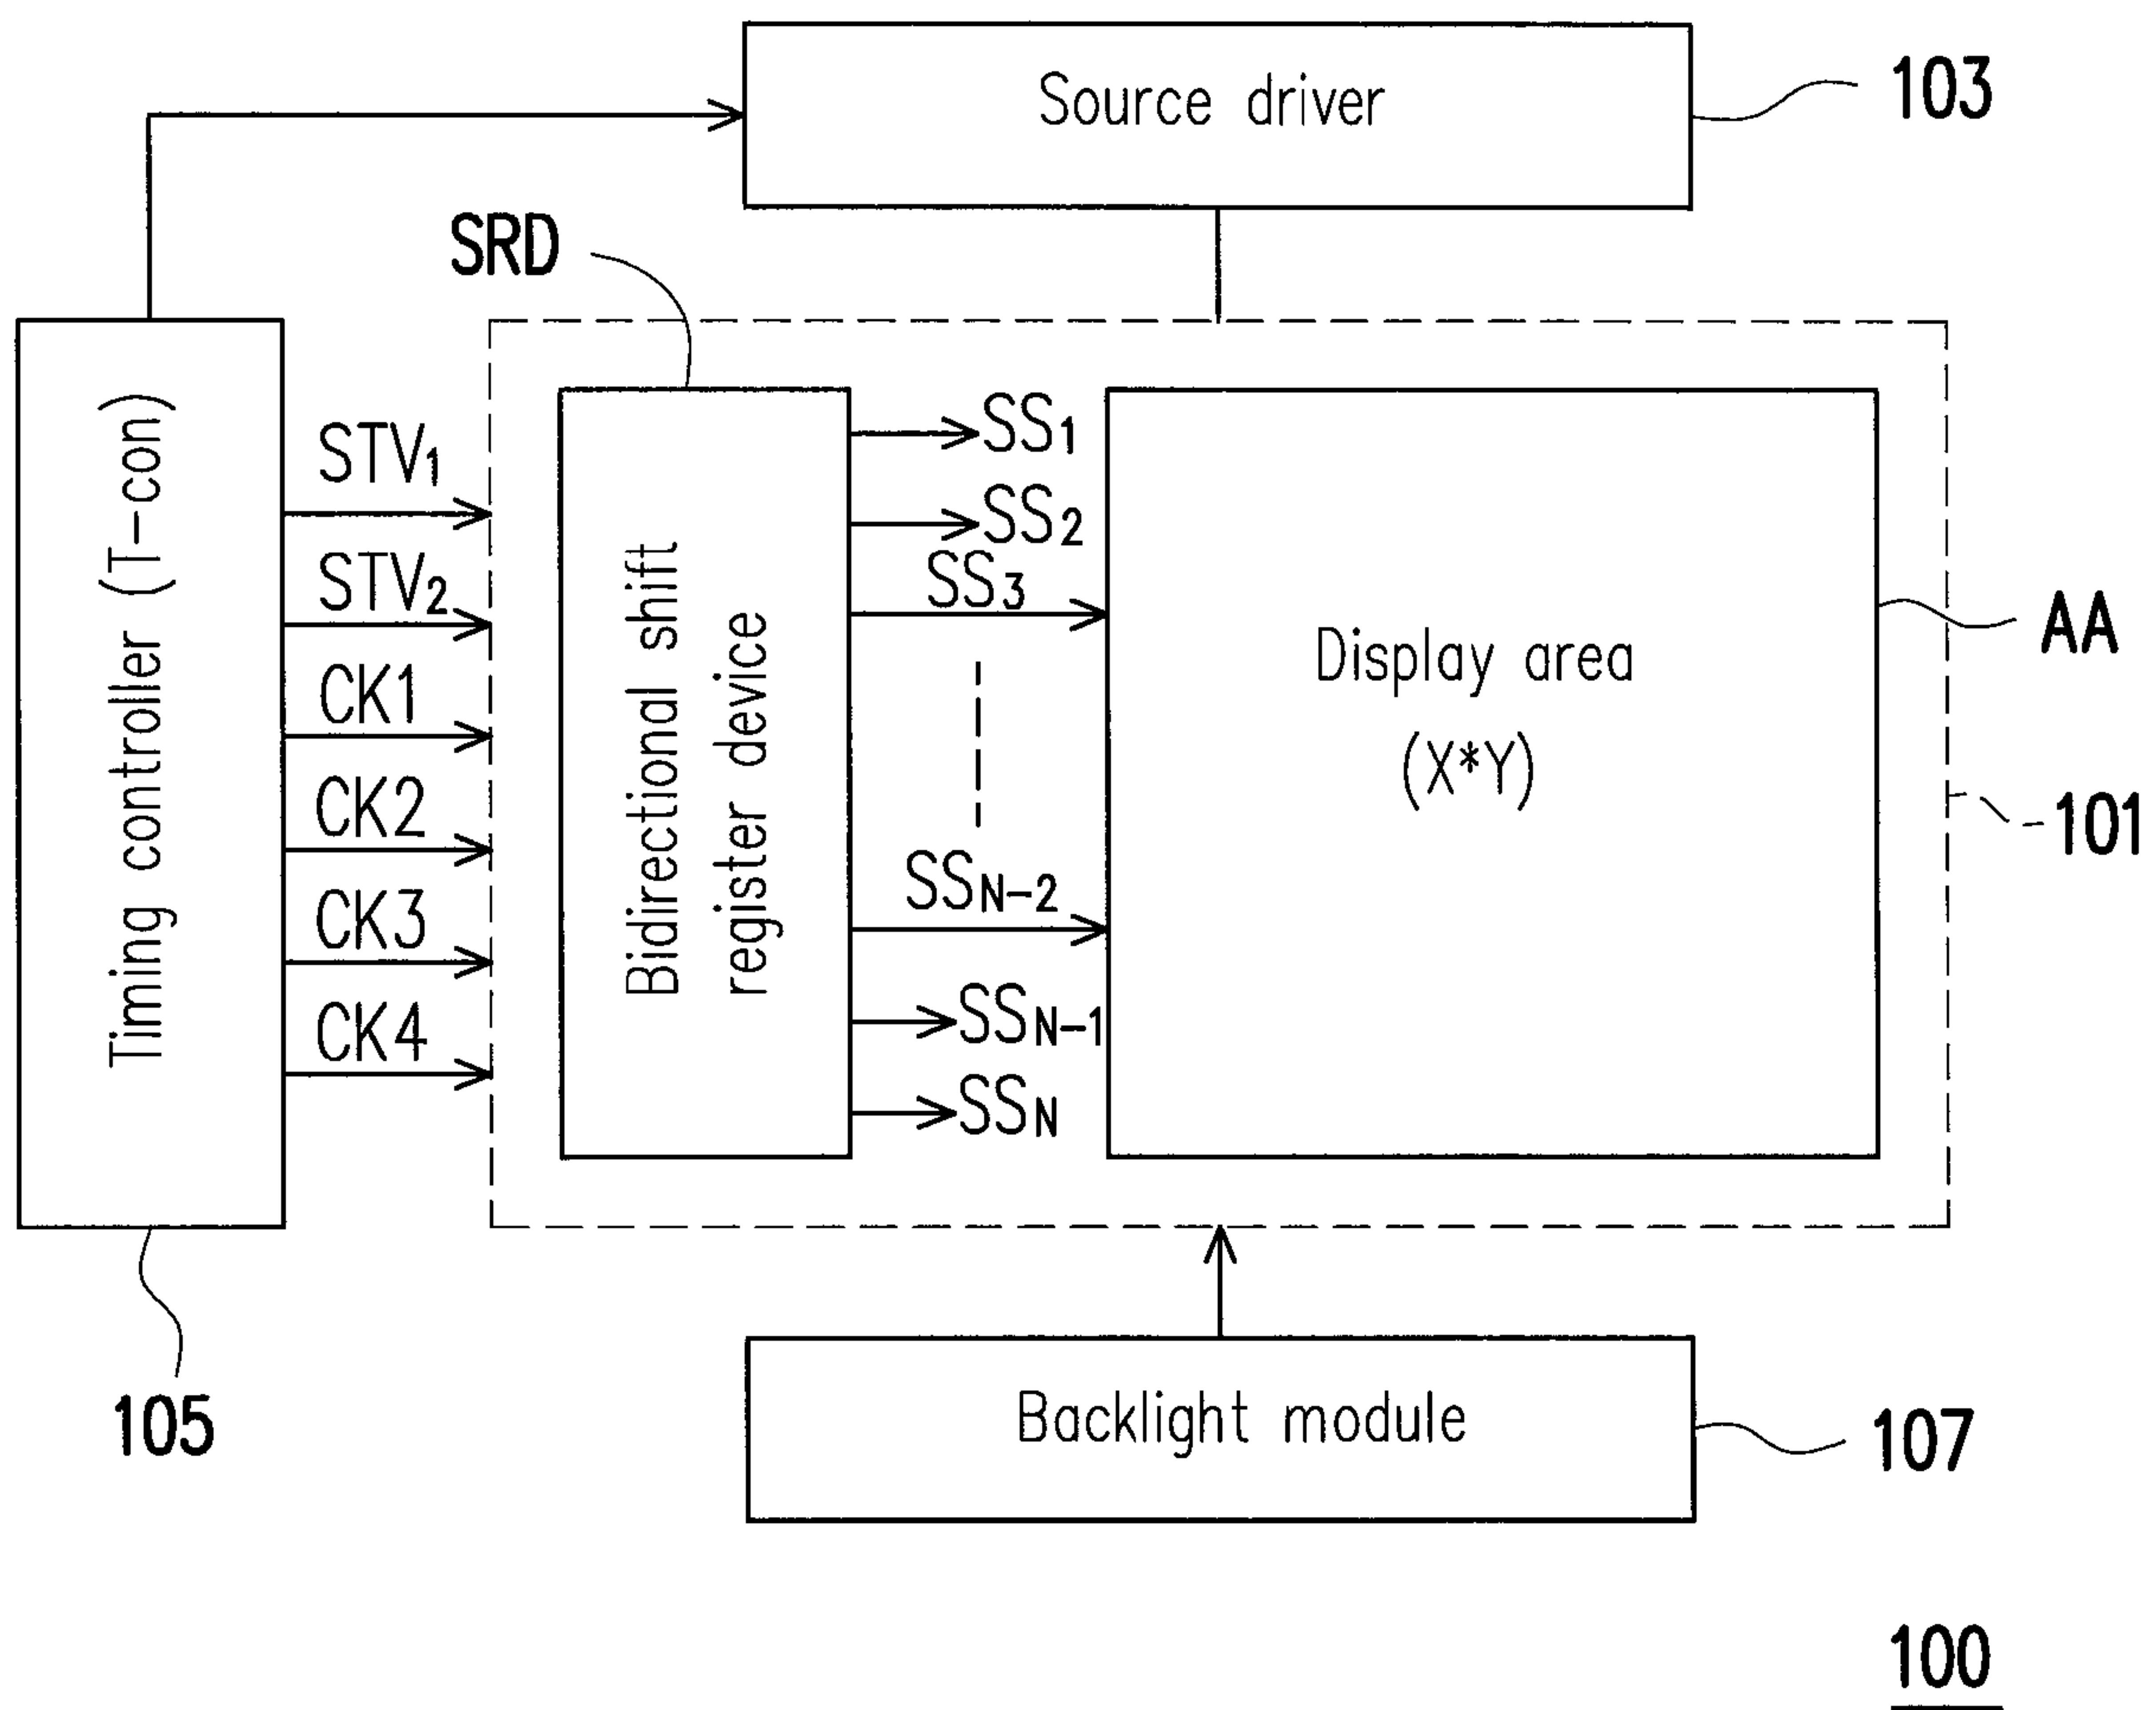 Source driver
103
SRD
Timing controller (T-con)
STV1
STV2
CK1
CK2
CK3
CK4
Bidirectional shift
register device
SS1
SS2
SS3
SSN-2
SSN-1
SSN
Display area
(X*Y)
AA
101
105
Backlight module
107
100